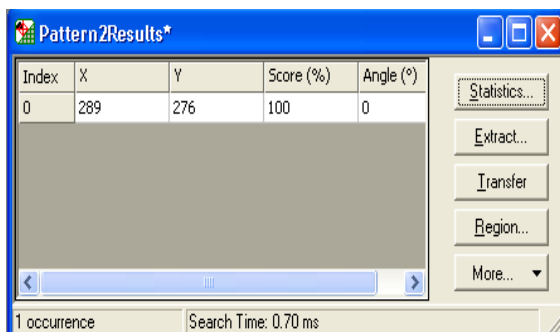 Pattern2Results*
Index X Y Score (%) Angle (°)
0 289 276 100 0
Statistics...
Extract...
Transfer
Region...
More...
1 occurrence Search Time: 0.70 ms